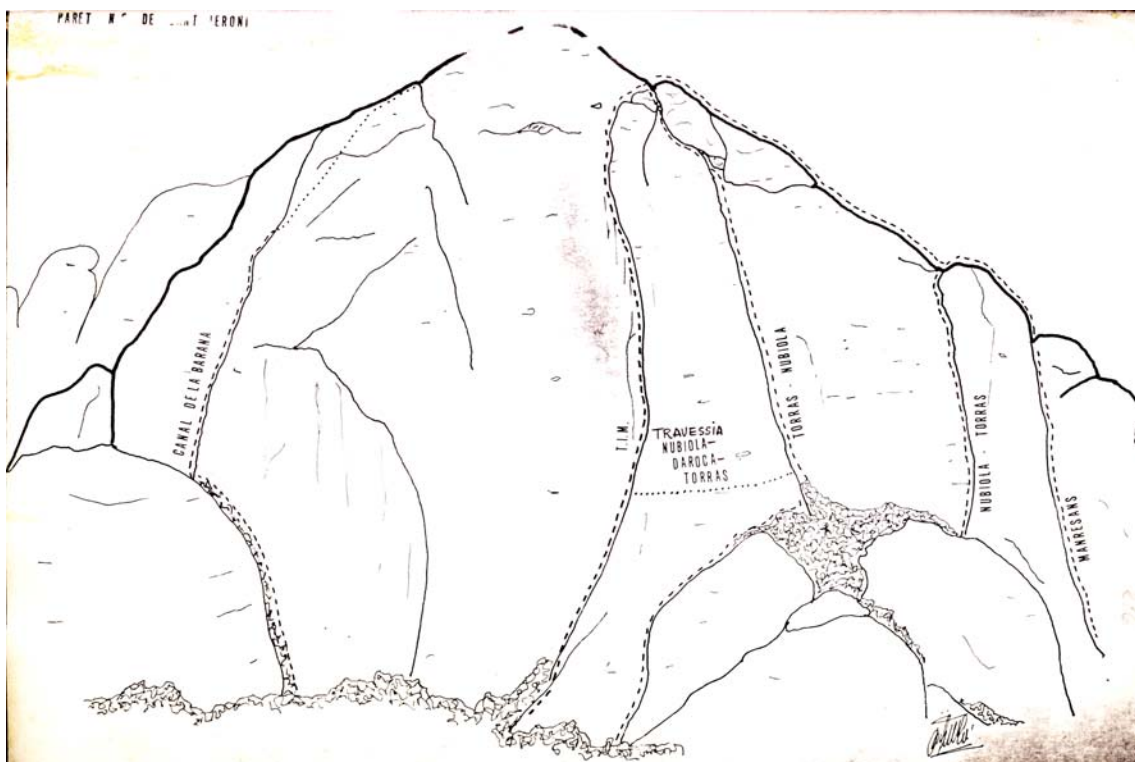 PARET DE
CANAL DE LA BARANA
T.I.M.
TRAVESSIA
NUBIOLA-
DAROCA-
TORRAS
TORRAS - NUBIOLA
NUBIOLA - TORRAS
MANRESANS